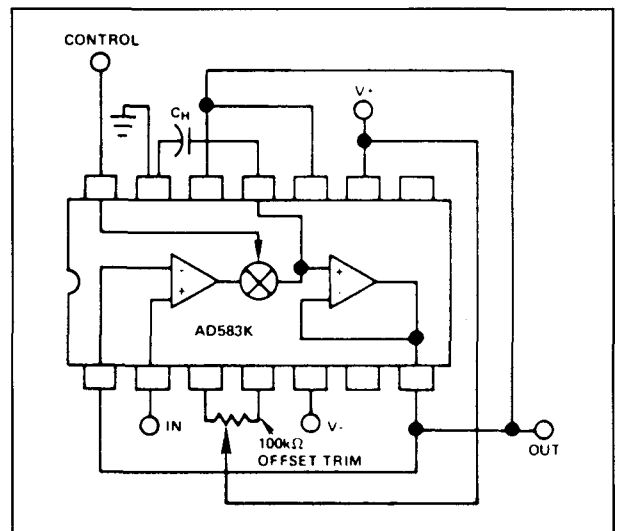 CONTROL
C_H
V+
-
+
+
-
AD583K
IN
100kΩ
OFFSET TRIM
V-
OUT